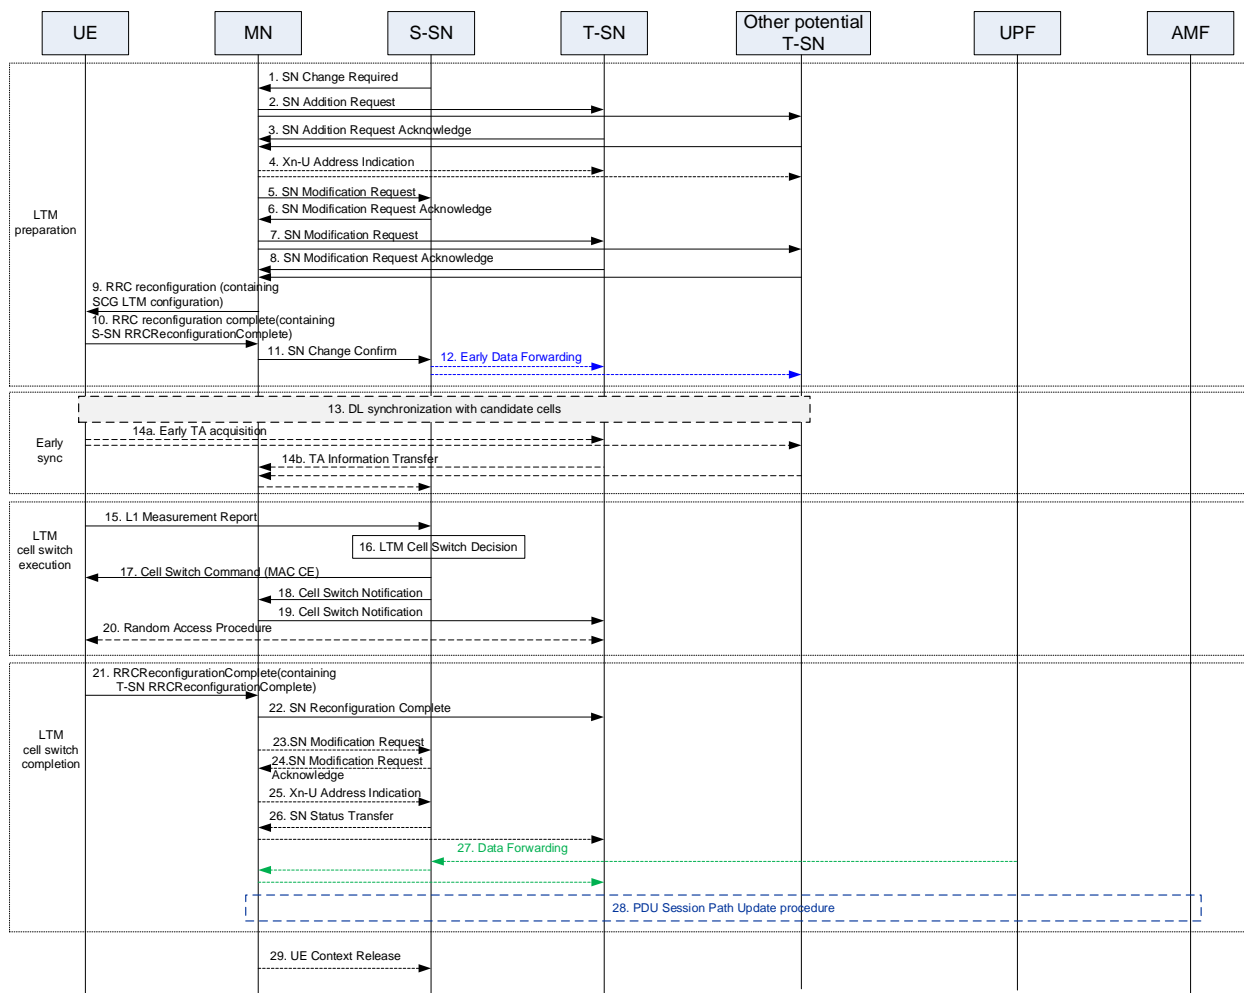 UE
MN
S-SN
T-SN
Other potential
T-SN
UPF
AMF
1. SN Change Required
2. SN Addition Request
3. SN Addition Request Acknowledge
4. Xn-U Address Indication
5. SN Modification Request
6. SN Modification Request Acknowledge
LTM
preparation
7. SN Modification Request
8. SN Modification Request Acknowledge
9. RRC reconfiguration (containing
SCG LTM configuration)
10. RRC reconfiguration complete(containing
S-SN RRCReconfigurationComplete)
11. SN Change Confirm
12. Early Data Forwarding
13. DL synchronization with candidate cells
14a. Early TA acquisition
Early
sync
14b. TA Information Transfer
15. L1 Measurement Report
LTM
cell switch
execution
16. LTM Cell Switch Decision
17. Cell Switch Command (MAC CE)
18. Cell Switch Notification
19. Cell Switch Notification
20. Random Access Procedure
21. RRCReconfigurationComplete(containing
T-SN RRCReconfigurationComplete)
22. SN Reconfiguration Complete
LTM
cell switch
completion
23.SN Modification Request
24.SN Modification Request
Acknowledge
25. Xn-U Address Indication
26. SN Status Transfer
27. Data Forwarding
28. PDU Session Path Update procedure
29. UE Context Release